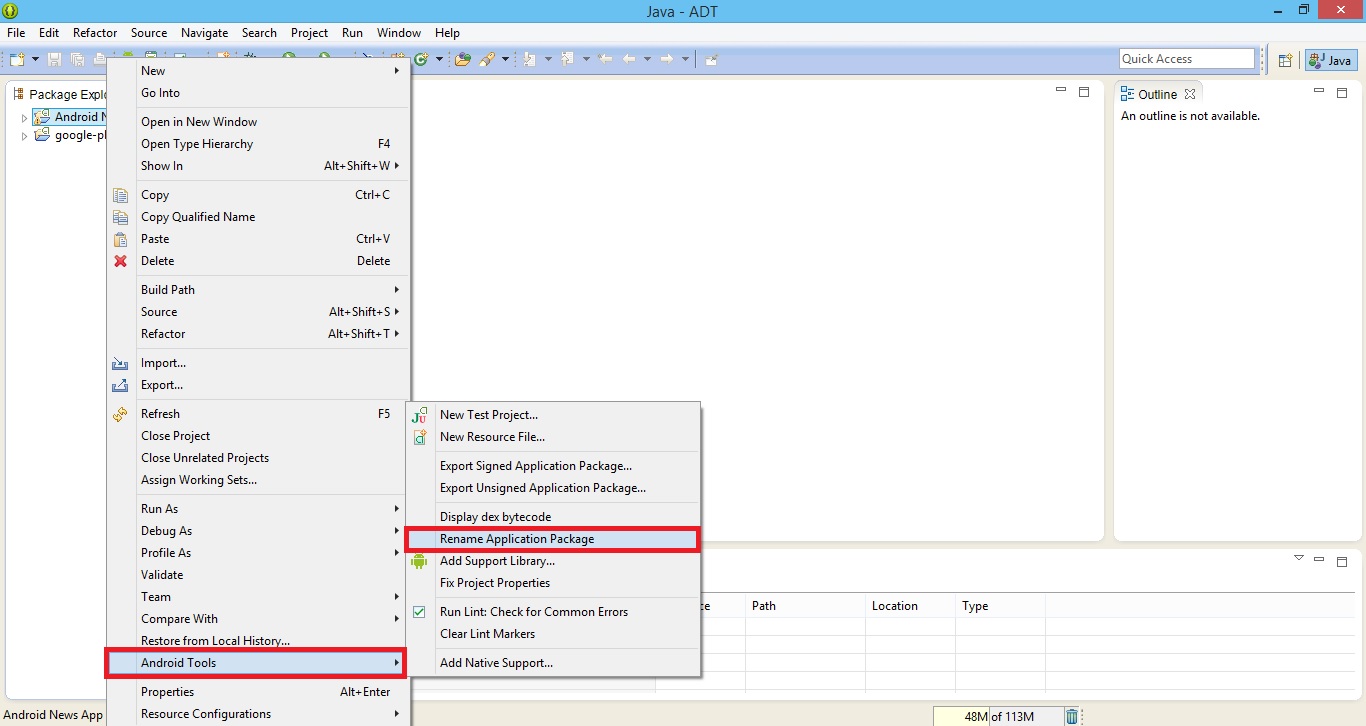 Java - ADT
File Edit Refactor Source Navigate Search Project Run Window Help
Quick Access
Java
Package Explo
Android N
google-pl
New
Go Into
Open in New Window
Open Type Hierarchy F4
Show In Alt+Shift+W
Copy Ctrl+C
Copy Qualified Name
Paste Ctrl+V
Delete Delete
Build Path
Source Alt+Shift+S
Refactor Alt+Shift+T
Import...
Export...
Refresh F5
Close Project
Close Unrelated Projects
Assign Working Sets...
Run As
Debug As
Profile As
Validate
Team
Compare With
Restore from Local History...
Android Tools
Properties Alt+Enter
Resource Configurations
New Test Project...
New Resource File...
Export Signed Application Package...
Export Unsigned Application Package...
Display dex bytecode
Rename Application Package
Add Support Library...
Fix Project Properties
Run Lint: Check for Common Errors
Clear Lint Markers
Add Native Support...
Outline
An outline is not available.
ce Path Location Type
Android News App
48M of 113M